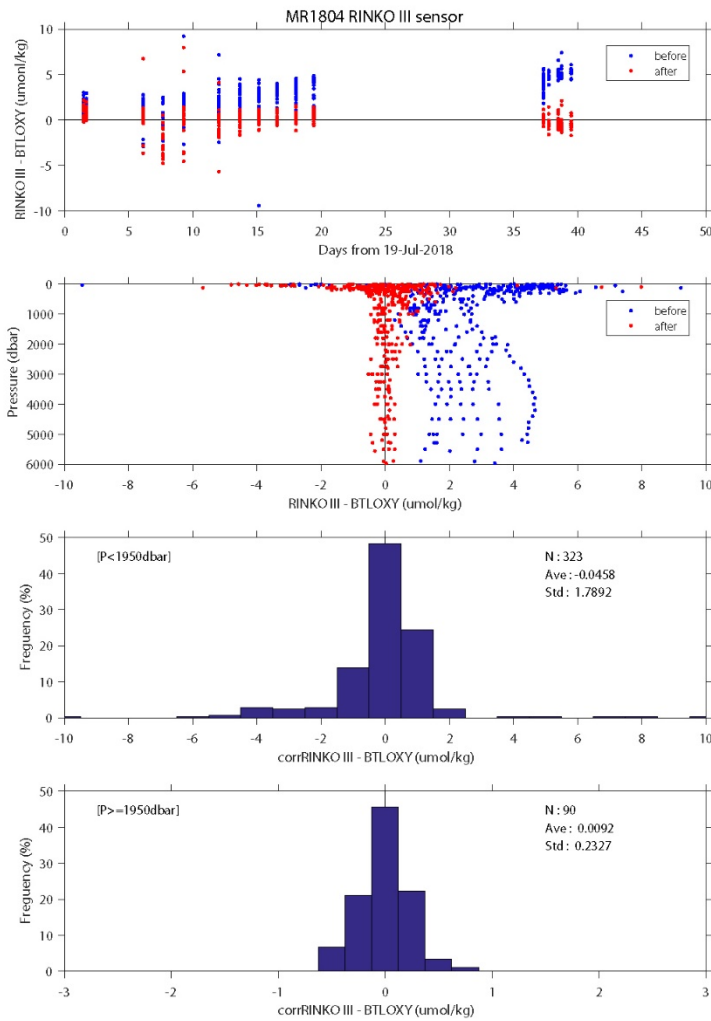 MR1804 RINKO III sensor
RINKO III - BTLOXY (umonl/kg)
10
5
0
-5
-10
before
after
0 5 10 15 20 25 30 35 40 45 50
Days from 19-Jul-2018
Pressure (dbar)
0
1000
2000
3000
4000
5000
6000
before
after
-10 -8 -6 -4 -2 0 2 4 6 8 10
RINKO III - BTLOXY (umol/kg)
Freguency (%)
50
40
30
20
10
0
[P<1950dbar]
N : 323
Ave : -0.0458
Std : 1.7892
-10 -8 -6 -4 -2 0 2 4 6 8 10
corrRINKO III - BTLOXY (umol/kg)
Freguency (%)
50
40
30
20
10
0
[P>=1950dbar]
N : 90
Ave : 0.0092
Std : 0.2327
-3 -2 -1 0 1 2 3
corrRINKO III - BTLOXY (umol/kg)